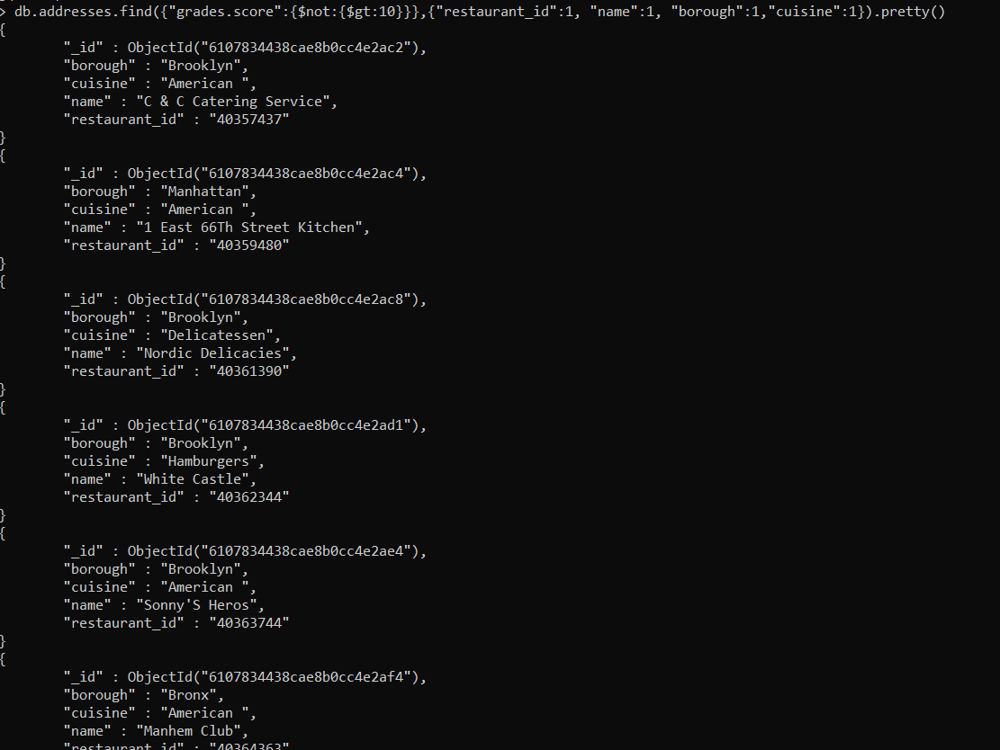 > db.addresses.find({"grades.score":{$not:{$gt:10}}},{"restaurant_id":1, "name":1, "borough":1,"cuisine":1}).pretty()
{
        "_id" : ObjectId("6107834438cae8b0cc4e2ac2"),
        "borough" : "Brooklyn",
        "cuisine" : "American ",
        "name" : "C & C Catering Service",
        "restaurant_id" : "40357437"
}
{
        "_id" : ObjectId("6107834438cae8b0cc4e2ac4"),
        "borough" : "Manhattan",
        "cuisine" : "American ",
        "name" : "1 East 66Th Street Kitchen",
        "restaurant_id" : "40359480"
}
{
        "_id" : ObjectId("6107834438cae8b0cc4e2ac8"),
        "borough" : "Brooklyn",
        "cuisine" : "Delicatessen",
        "name" : "Nordic Delicacies",
        "restaurant_id" : "40361390"
}
{
        "_id" : ObjectId("6107834438cae8b0cc4e2ad1"),
        "borough" : "Brooklyn",
        "cuisine" : "Hamburgers",
        "name" : "White Castle",
        "restaurant_id" : "40362344"
}
{
        "_id" : ObjectId("6107834438cae8b0cc4e2ae4"),
        "borough" : "Brooklyn",
        "cuisine" : "American ",
        "name" : "Sonny'S Heros",
        "restaurant_id" : "40363744"
}
{
        "_id" : ObjectId("6107834438cae8b0cc4e2af4"),
        "borough" : "Bronx",
        "cuisine" : "American ",
        "name" : "Manhem Club",
        "restaurant_id" : "40364363"